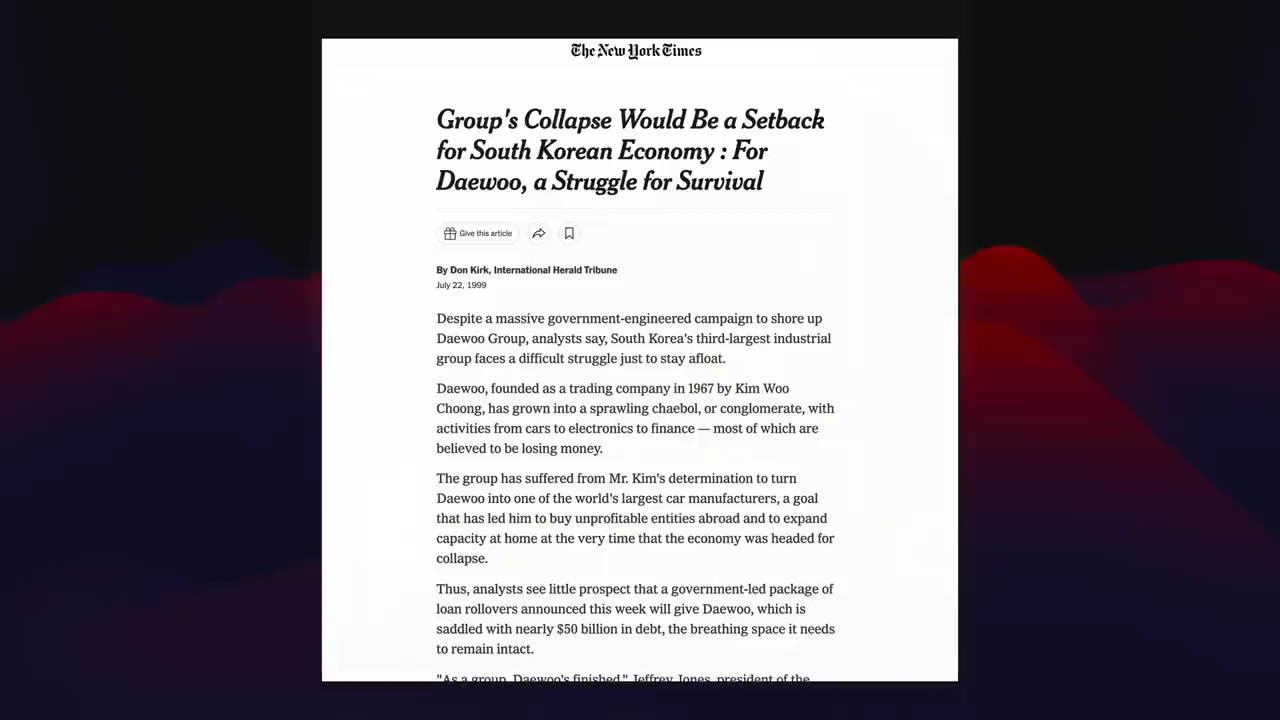 The New York Times
Group's Collapse Would Be a Setback
for South Korean Economy : For
Daewoo, a Struggle for Survival
Give this article
By Don Kirk, International Herald Tribune
July 22, 1999
Despite a massive government-engineered campaign to shore up
Daewoo Group, analysts say, South Korea's third-largest industrial
group faces a difficult struggle just to stay afloat.
Daewoo, founded as a trading company in 1967 by Kim Woo
Choong, has grown into a sprawling chaebol, or conglomerate, with
activities from cars to electronics to finance — most of which are
believed to be losing money.
The group has suffered from Mr. Kim's determination to turn
Daewoo into one of the world's largest car manufacturers, a goal
that has led him to buy unprofitable entities abroad and to expand
capacity at home at the very time that the economy was headed for
collapse.
Thus, analysts see little prospect that a government-led package of
loan rollovers announced this week will give Daewoo, which is
saddled with nearly $50 billion in debt, the breathing space it needs
to remain intact.
"As a group, Daewoo's finished," Jeffrey Jones, president of the